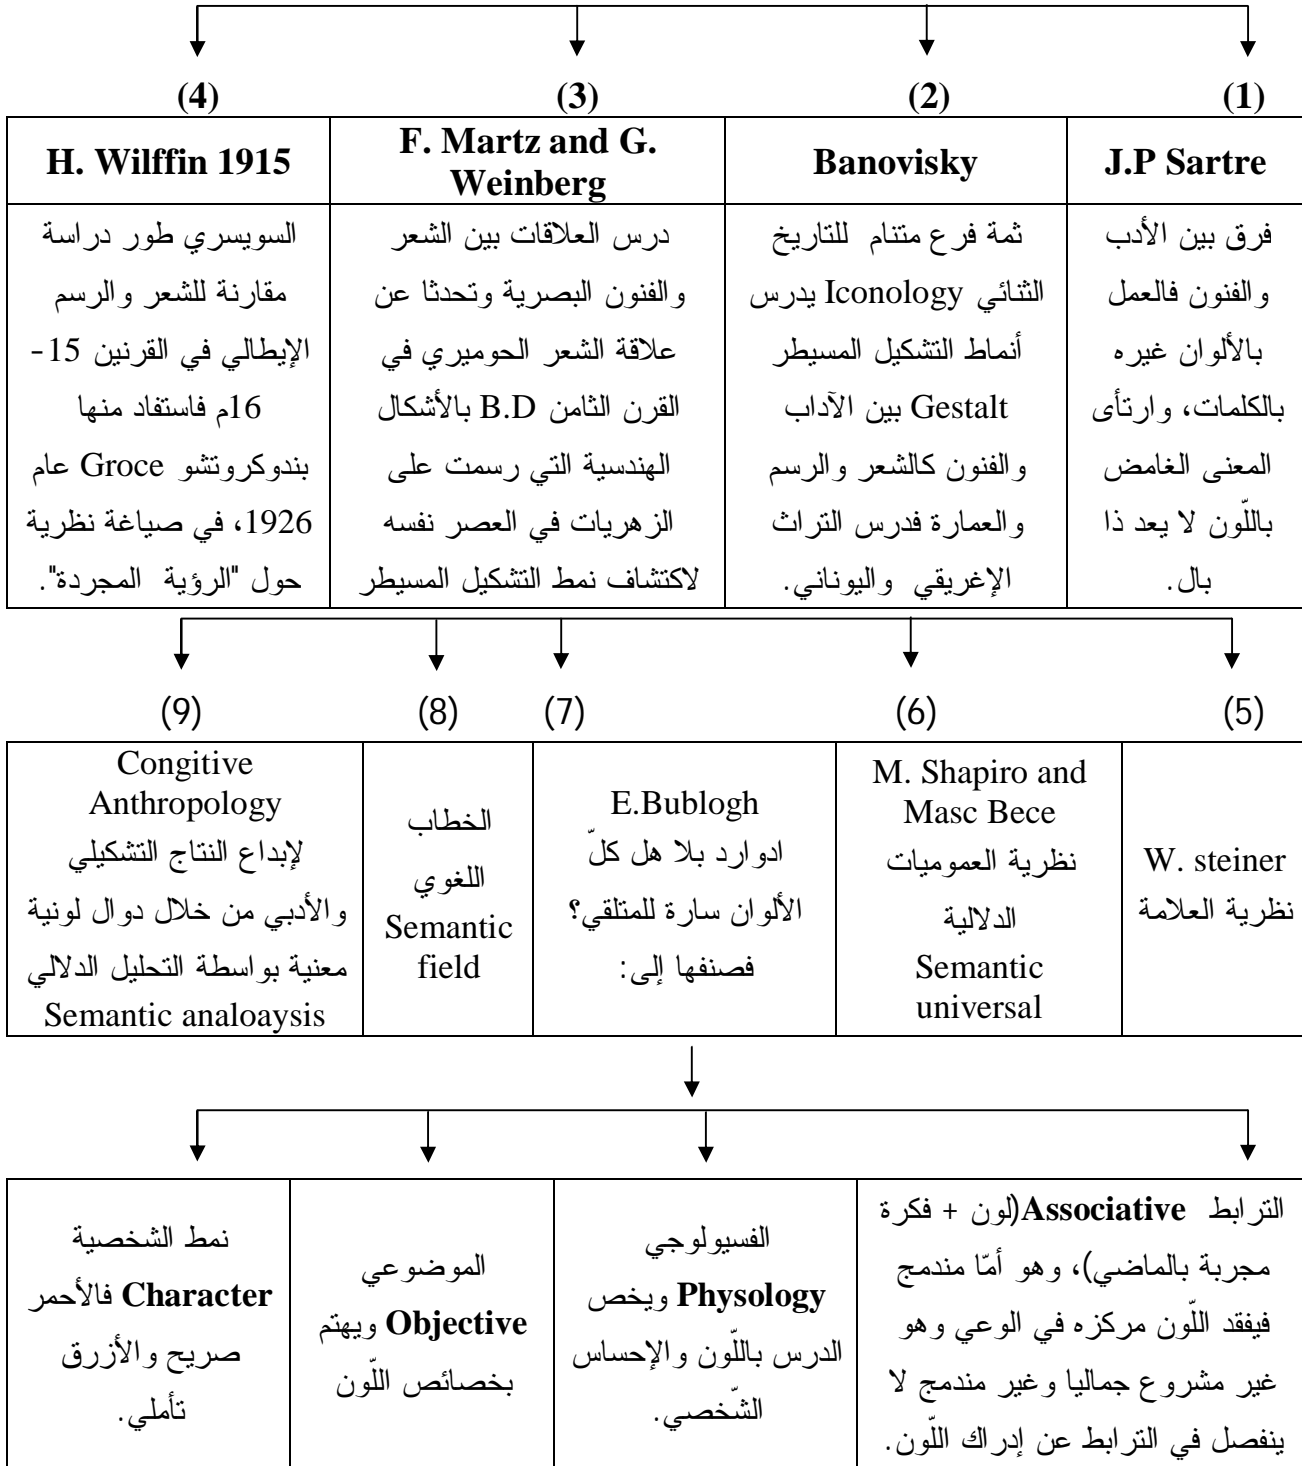 (1)
(2)
(3)
(4)
J.P Sartre
Banovisky
F. Martz and G.
Weinberg
H. Wilffin 1915
فرق بين الأدب
والفنون فالعمل
بالألوان غيره
بالكلمات، وارتأى
المعنى الغامض
باللّون لا يعد ذا
بال.
ثمة فرع متنام للتاريخ
الثنائي Iconology يدرس
أنماط التشكيل المسيطر
Gestalt بين الآداب
والفنون كالشعر والرسم
والعمارة فدرس التراث
الإغريقي واليوناني.
درس العلاقات بين الشعر
والفنون البصرية وتحدثا عن
علاقة الشعر الحوميري في
القرن الثامن B.D بالأشكال
الهندسية التي رسمت على
الزهريات في العصر نفسه
لاكتشاف نمط التشكيل المسيطر
السويسري طور دراسة
مقارنة للشعر والرسم
الإيطالي في القرنين 15-
16م فاستفاد منها
بندوكروتشو Groce عام
1926، في صياغة نظرية
حول "الرؤية المجردة".
(5)
(6)
(7)
(8)
(9)
W. steiner
نظرية العلامة
M. Shapiro and
Masc Bece
نظرية العموميات
الدلالية
Semantic
universal
E.Bublogh
ادوارد بلا هل كلّ
الألوان سارة للمتلقي؟
فصنفها إلى:
الخطاب
اللغوي
Semantic
field
Congitive
Anthropology
لإبداع النتاج التشكيلي
والأدبي من خلال دوال لونية
معنية بواسطة التحليل الدلالي
Semantic analoaysis
الترابط Associative(لون + فكرة
مجربة بالماضي)، وهو أمّا مندمج
فيفقد اللّون مركزه في الوعي وهو
غير مشروع جماليا وغير مندمج لا
ينفصل في الترابط عن إدراك اللّون.
الفسيولوجي
Physology ويخص
الدرس باللّون والإحساس
الشّخصي.
الموضوعي
Objective ويهتم
بخصائص اللّون
نمط الشخصية
Character فالأحمر
صريح والأزرق
تأملي.